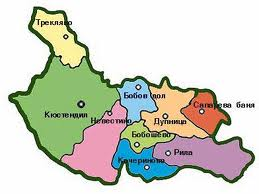 Трекляно
Бобов дол
Кюстендил
Невестино
Дупница
Сапарева баня
Бобошево
Кочериново
Рила